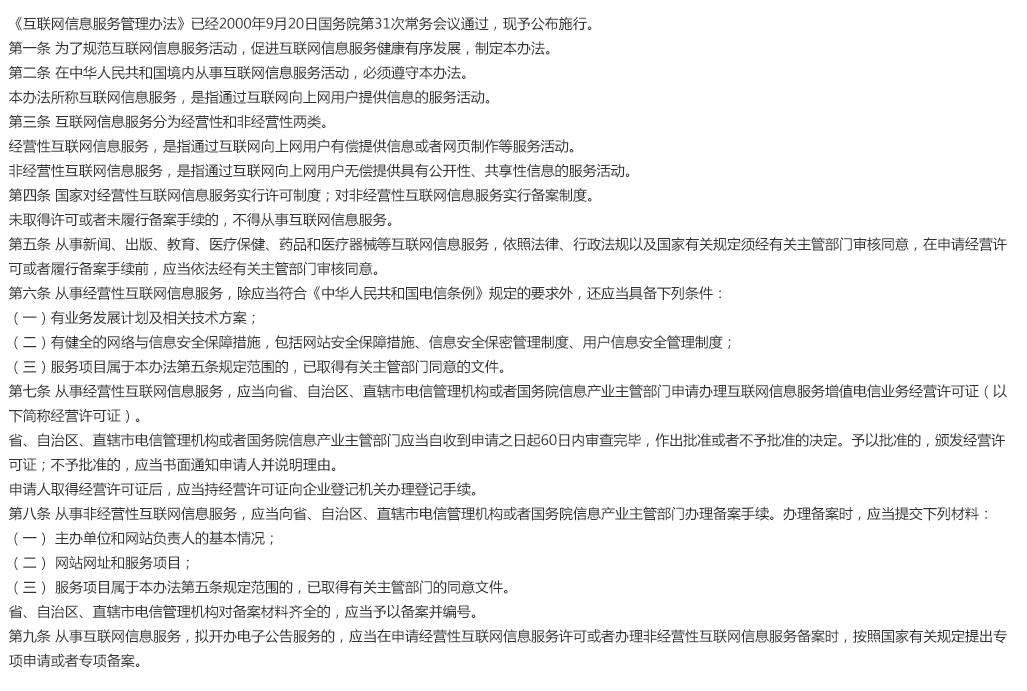 《互联网信息服务管理办法》已经2000年9月20日国务院第31次常务会议通过，现予公布施行。
第一条 为了规范互联网信息服务活动，促进互联网信息服务健康有序发展，制定本办法。
第二条 在中华人民共和国境内从事互联网信息服务活动，必须遵守本办法。
本办法所称互联网信息服务，是指通过互联网向上网用户提供信息的服务活动。
第三条 互联网信息服务分为经营性和非经营性两类。
经营性互联网信息服务，是指通过互联网向上网用户有偿提供信息或者网页制作等服务活动。
非经营性互联网信息服务，是指通过互联网向上网用户无偿提供具有公开性、共享性信息的服务活动。
第四条 国家对经营性互联网信息服务实行许可制度；对非经营性互联网信息服务实行备案制度。
未取得许可或者未履行备案手续的，不得从事互联网信息服务。
第五条 从事新闻、出版、教育、医疗保健、药品和医疗器械等互联网信息服务，依照法律、行政法规以及国家有关规定须经有关主管部门审核同意，在申请经营许
可或者履行备案手续前，应当依法经有关主管部门审核同意。
第六条 从事经营性互联网信息服务，除应当符合《中华人民共和国电信条例》规定的要求外，还应当具备下列条件：
（一）有业务发展计划及相关技术方案；
（二）有健全的网络与信息安全保障措施，包括网站安全保障措施、信息安全保密管理制度、用户信息安全管理制度；
（三）服务项目属于本办法第五条规定范围的，已取得有关主管部门同意的文件。
第七条 从事经营性互联网信息服务，应当向省、自治区、直辖市电信管理机构或者国务院信息产业主管部门申请办理互联网信息服务增值电信业务经营许可证（以
下简称经营许可证）。
省、自治区、直辖市电信管理机构或者国务院信息产业主管部门应当自收到申请之日起60日内审查完毕，作出批准或者不予批准的决定。予以批准的，颁发经营许
可证；不予批准的，应当书面通知申请人并说明理由。
申请人取得经营许可证后，应当持经营许可证向企业登记机关办理登记手续。
第八条 从事非经营性互联网信息服务，应当向省、自治区、直辖市电信管理机构或者国务院信息产业主管部门办理备案手续。办理备案时，应当提交下列材料：
（一） 主办单位和网站负责人的基本情况；
（二） 网站网址和服务项目；
（三） 服务项目属于本办法第五条规定范围的，已取得有关主管部门的同意文件。
省、自治区、直辖市电信管理机构对备案材料齐全的，应当予以备案并编号。
第九条 从事互联网信息服务，拟开办电子公告服务的，应当在申请经营性互联网信息服务许可或者办理非经营性互联网信息服务备案时，按照国家有关规定提出专
项申请或者专项备案。